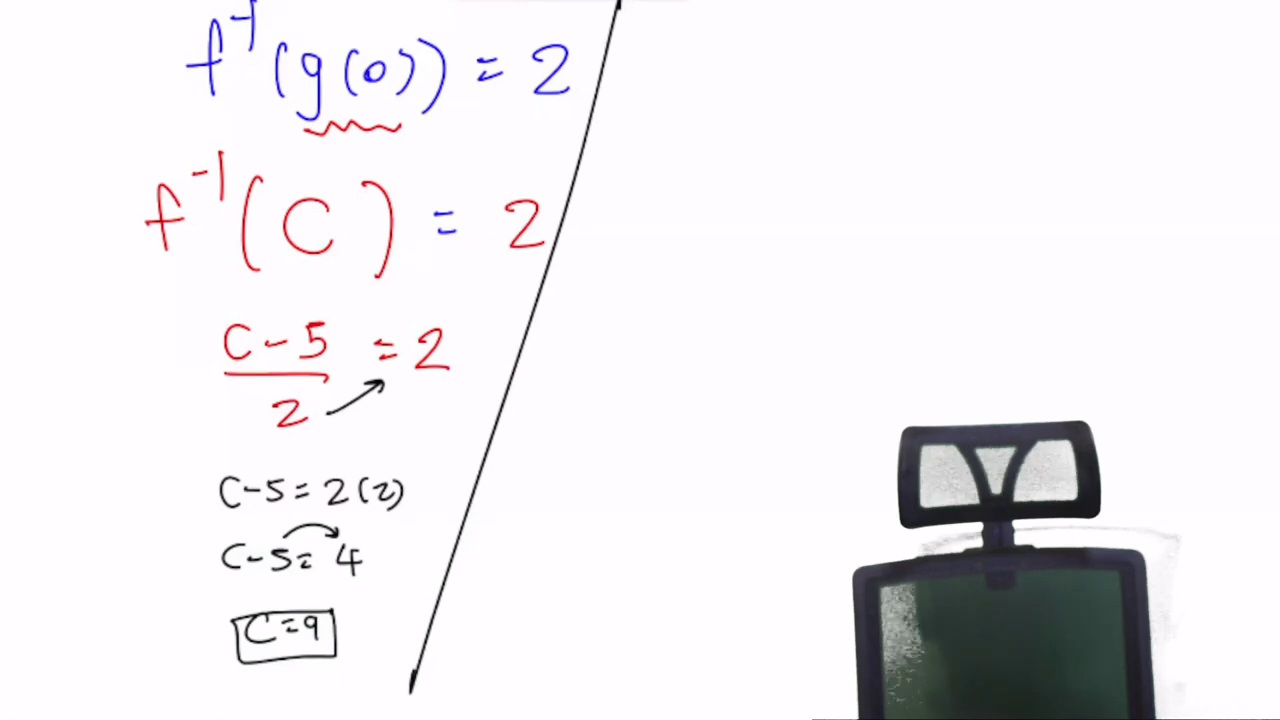 f⁻¹(g(0)) = 2
f⁻¹(C) = 2
C-5/2 = 2
C-5=2(2)
C-5=4
C=9